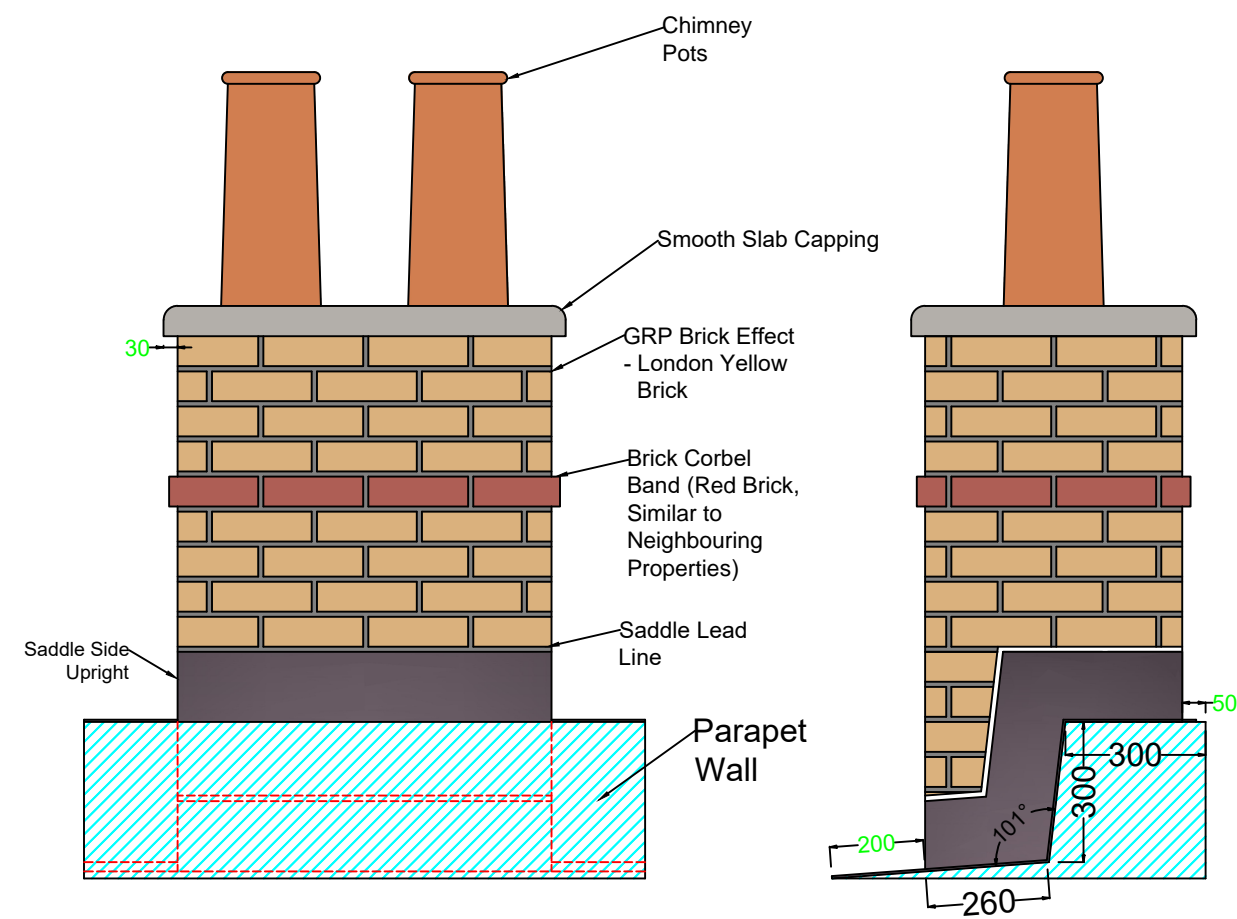 Chimney
Pots
Smooth Slab Capping
30
GRP Brick Effect
- London Yellow
Brick
Brick Corbel
Band (Red Brick,
Similar to
Neighbouring
Properties)
Saddle Lead
Line
Saddle Side
Upright
Parapet
Wall
50
300
300
101°
200
260